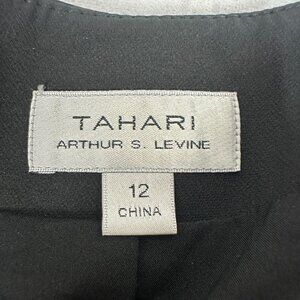 TAHARI
ARTHUR S. LEVINE
12
CHINA